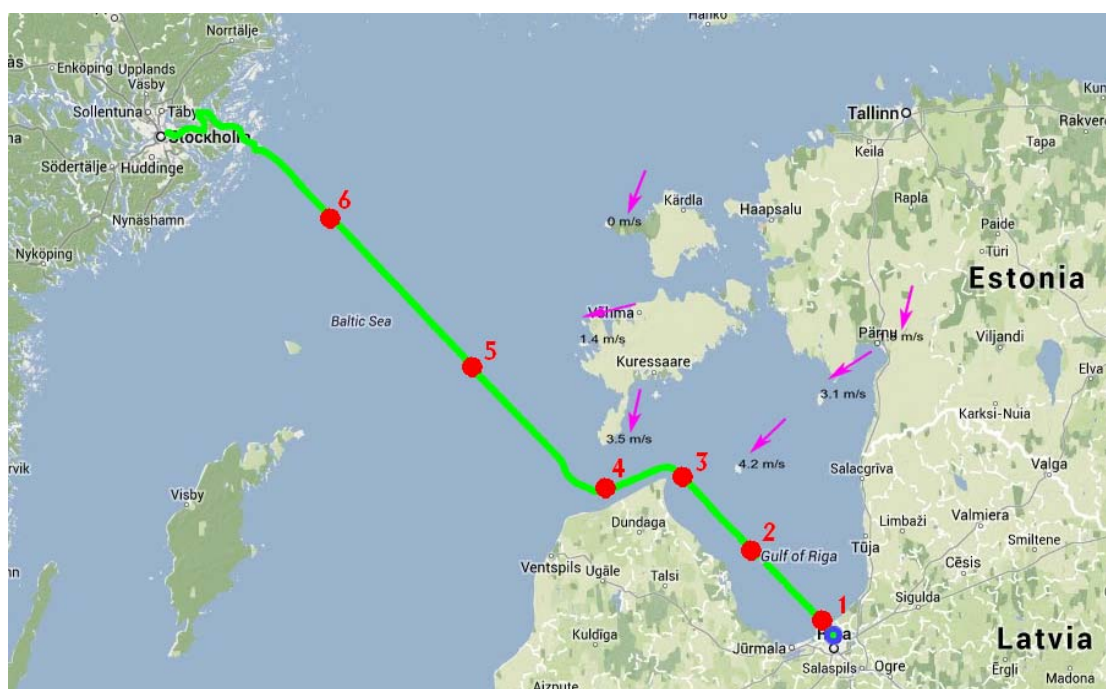 Hanko
Norrtälje
Enköping
Upplands
Väsby
Sollentuna
Täby
Stockholm
Södertälje
Huddinge
Nynäshamn
Nyköping
6
Tallinn
Rakvere
Keila
Tapa
Kärdla
Haapsalu
Rapla
Paide
Türi
0 m/s
Estonia
Baltic Sea
Võhma
1.4 m/s
Pärnu
Viljandi
5
Kuressaare
3.1 m/s
Elva
Karksi-Nuia
3.5 m/s
4.2 m/s
Salacgrīva
Valga
4
3
Visby
Dundaga
Limbaži
Valmiera
Smiltene
2
Gulf of Riga
Tūja
Cēsis
Ventspils
Ugāle
Talsi
Sigulda
1
Kuldīga
Jūrmala
Latvia
Salaspils
Ogre
Ērgli
Madona
Aizpute